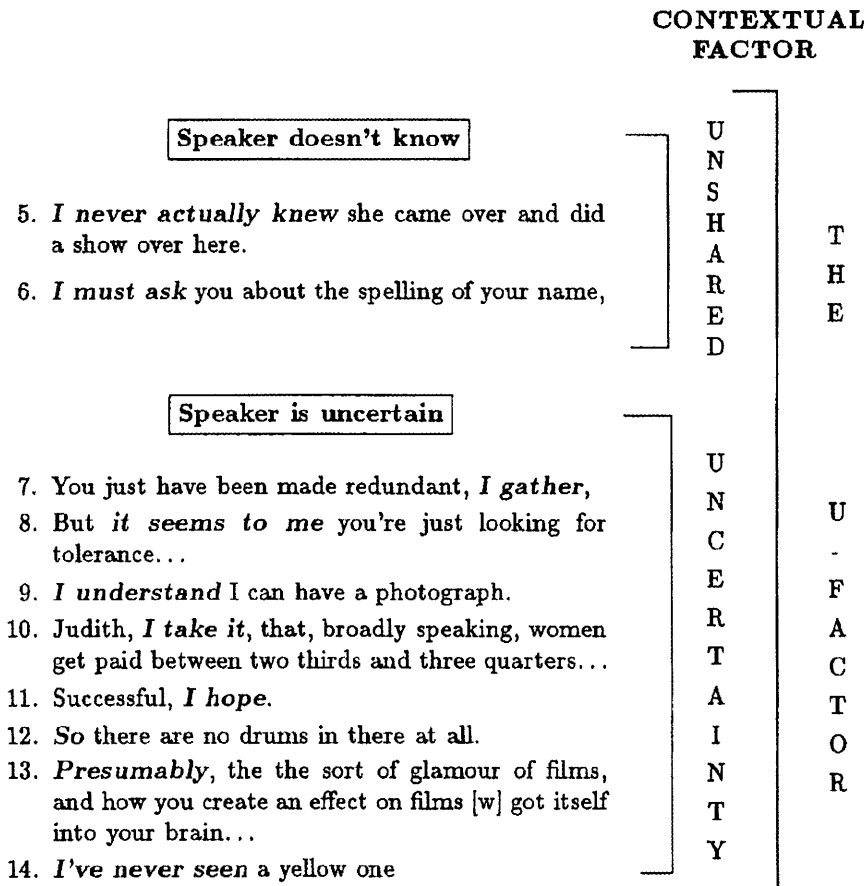 CONTEXTUAL
FACTOR
Speaker doesn't know
5. I never actually knew she came over and did
a show over here.
6. I must ask you about the spelling of your name,
UNSHARED
Speaker is uncertain
7. You just have been made redundant, I gather,
8. But it seems to me you're just looking for
tolerance...
9. I understand I can have a photograph.
10. Judith, I take it, that, broadly speaking, women
get paid between two thirds and three quarters...
11. Successful, I hope.
12. So there are no drums in there at all.
13. Presumably, the the sort of glamour of films,
and how you create an effect on films [w] got itself
into your brain...
14. I've never seen a yellow one
UNCERTAINTY
THE
U-FACTOR